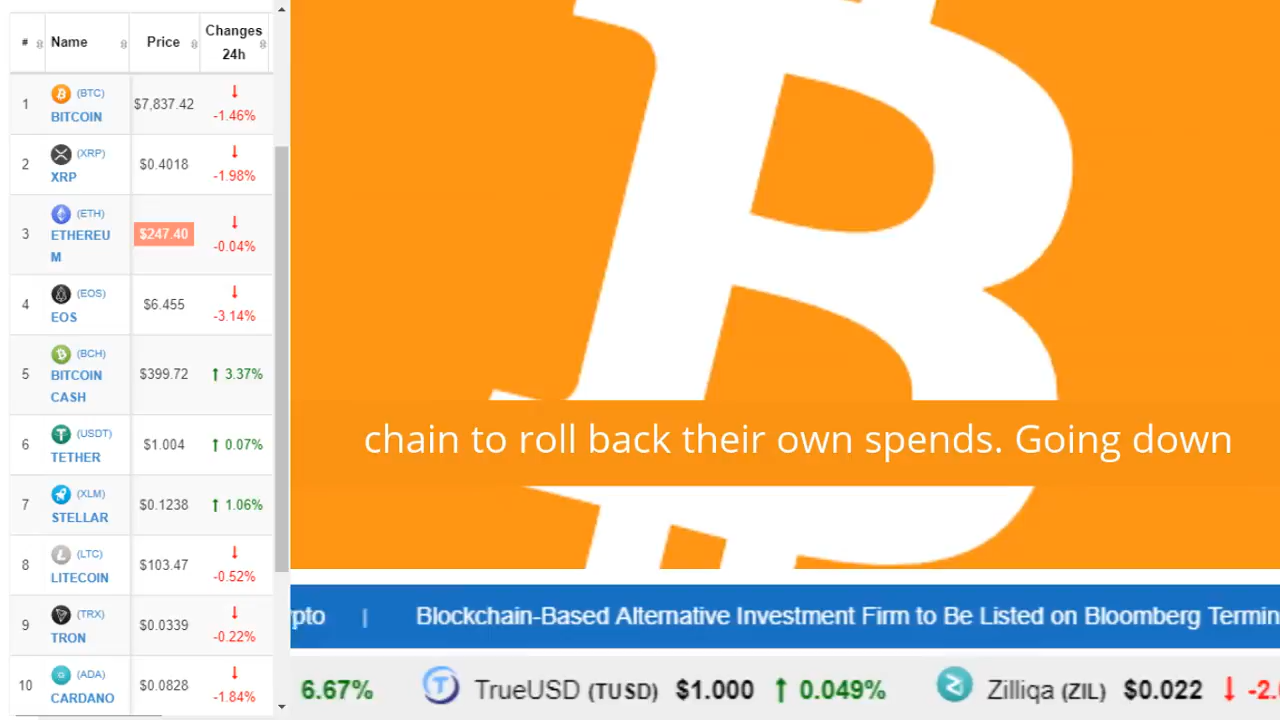 # Name Price Changes 24h
1 (BTC) BITCOIN $7,837.42 -1.46%
2 (XRP) XRP $0.4018 -1.98%
3 (ETH) ETHEREU M $247.40 -0.04%
4 (EOS) EOS $6.455 -3.14%
5 (BCH) BITCOIN CASH $399.72 3.37%
6 (USDT) TETHER $1.004 0.07%
7 (XLM) STELLAR $0.1238 1.06%
8 (LTC) LITECOIN $103.47 -0.52%
9 (TRX) TRON $0.0339 -0.22%
10 (ADA) CARDANO $0.0828 -1.84%
chain to roll back their own spends. Going down
pto | Blockchain-Based Alternative Investment Firm to Be Listed on Bloomberg Termin
6.67% TrueUSD (TUSD) $1.000 0.049% Zilliqa (ZIL) $0.022